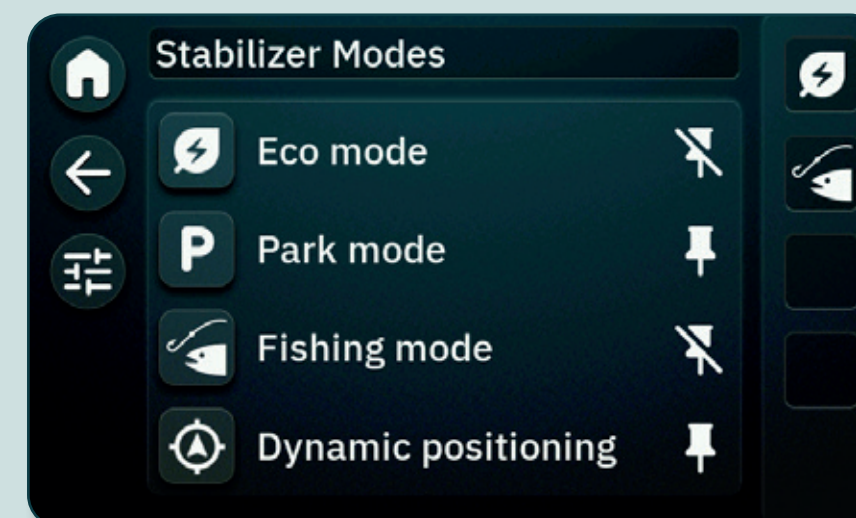 Stabilizer Modes
Eco mode
P Park mode
Fishing mode
Dynamic positioning